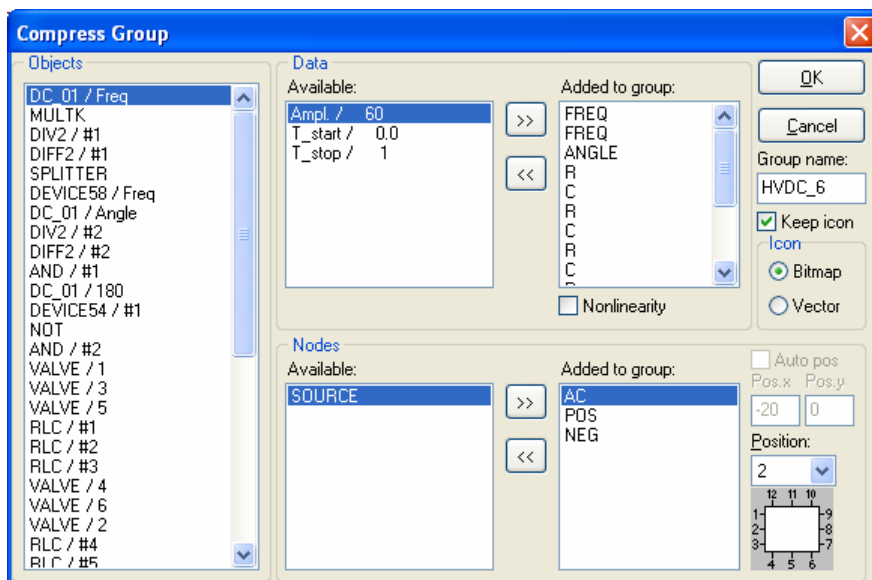 Compress Group
Objects
DC_01 / Freq
MULTK
DIV2 / #1
DIFF2 / #1
SPLITTER
DEVICE58 / Freq
DC_01 / Angle
DIV2 / #2
DIFF2 / #2
AND / #1
DC_01 / 180
DEVICE54 / #1
NOT
AND / #2
VALVE / 1
VALVE / 3
VALVE / 5
RLC / #1
RLC / #2
RLC / #3
VALVE / 4
VALVE / 6
VALVE / 2
RLC / #4
RLC / #5
Data
Available:
Ampl. / 60
T_start / 0.0
T_stop / 1
>>
<<
Added to group:
FREQ
FREQ
ANGLE
R
C
R
C
R
C
R
Nonlinearity
Nodes
Available:
SOURCE
>>
<<
Added to group:
AC
POS
NEG
OK
Cancel
Group name:
HVDC_6
Keep icon
Icon
Bitmap
Vector
Auto pos
Pos.x Pos.y
-20 0
Position:
2
12 11 10
1 9
2 8
3 7
4 5 6